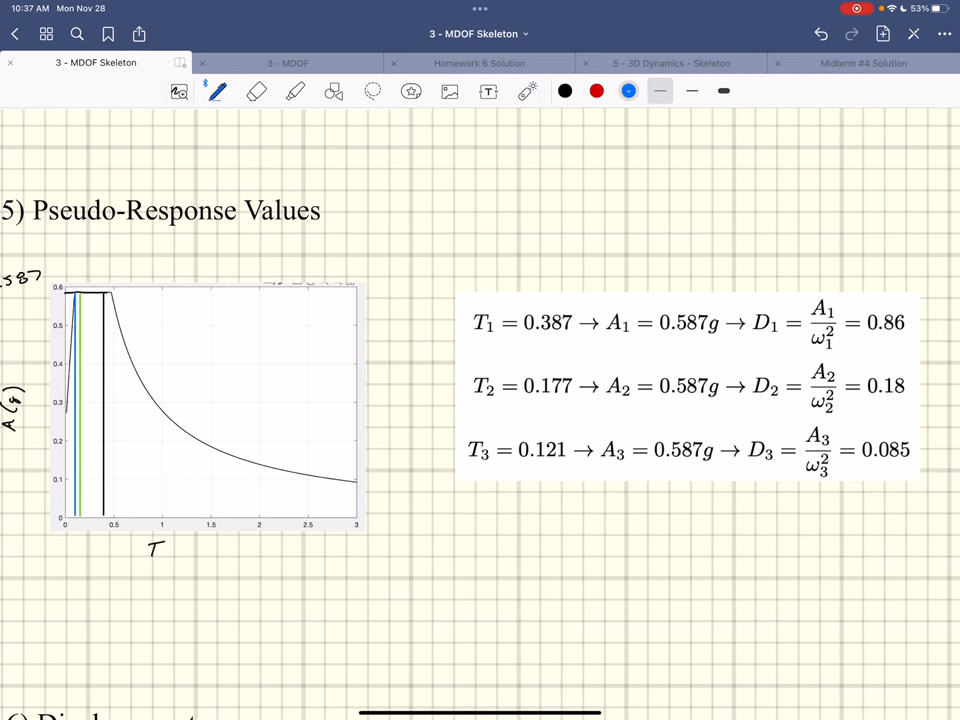 10:37 AM Mon Nov 28
53%
3 - MDOF Skeleton
3 - MDOF Skeleton
3 - MDOF
Homework 6 Solution
5 - 3D Dynamics - Skeleton
Midterm #4 Solution
5) Pseudo-Response Values
.587
0.6
0.5
0.4
0.3
0.2
0.1
0
0 0.5 1 1.5 2 2.5 3
A (g)
T
T₁ = 0.387 → A₁ = 0.587g → D₁ = A₁/ω₁² = 0.86
T₂ = 0.177 → A₂ = 0.587g → D₂ = A₂/ω₂² = 0.18
T₃ = 0.121 → A₃ = 0.587g → D₃ = A₃/ω₃² = 0.085